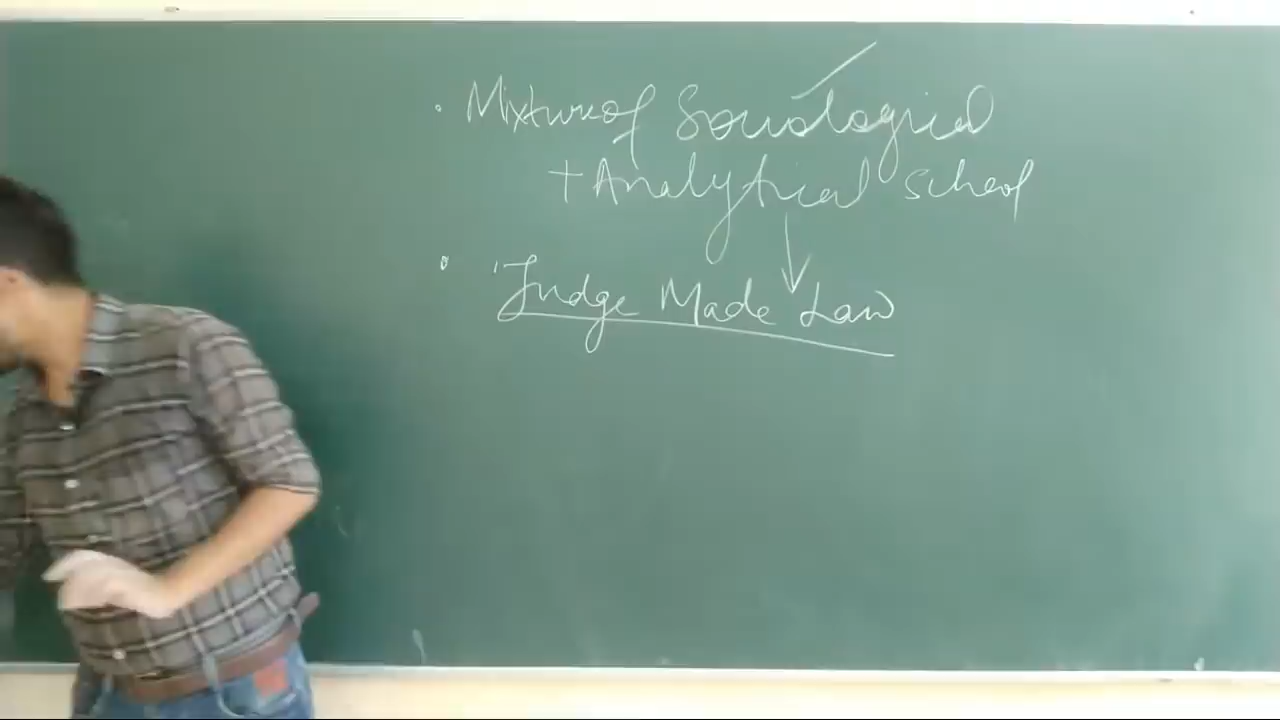 • Mixture of Sociological
+ Analytical School
• 'Judge Made Law